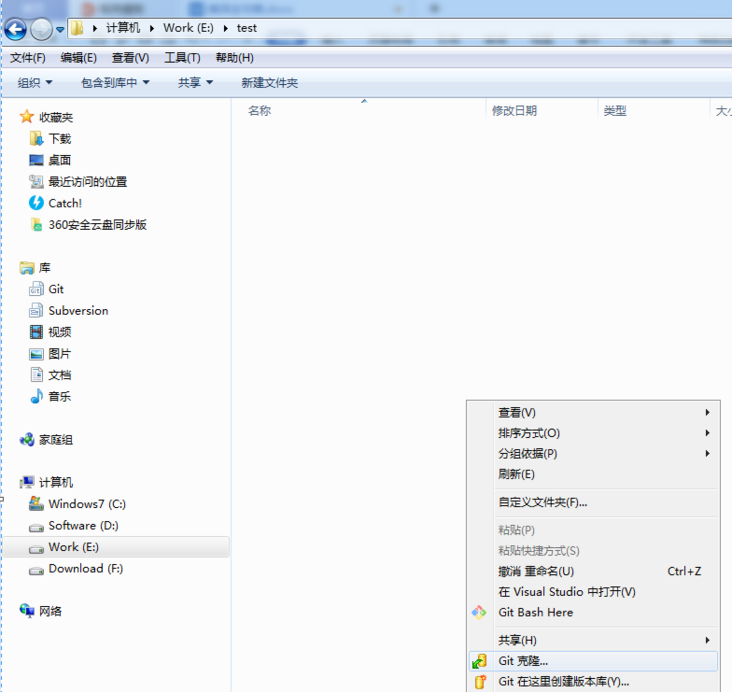 计算机 Work (E:) test
文件(F) 编辑(E) 查看(V) 工具(T) 帮助(H)
组织 包含到库中 共享 新建文件夹
名称 修改日期 类型
收藏夹
下载
桌面
最近访问的位置
Catch!
360安全云盘同步版
库
Git
Subversion
视频
图片
文档
音乐
家庭组
计算机
Windows7 (C:)
Software (D:)
Work (E:)
Download (F:)
网络
查看(V)
排序方式(O)
分组依据(P)
刷新(E)
自定义文件夹(F)...
粘贴(P)
粘贴快捷方式(S)
撤消 重命名(U) Ctrl+Z
在 Visual Studio 中打开(V)
Git Bash Here
共享(H)
Git 克隆...
Git 在这里创建版本库(Y)...